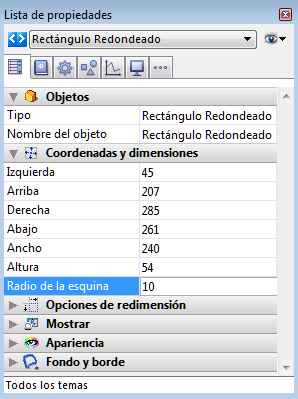 Lista de propiedades
Rectángulo Redondeado
Objetos
Tipo Rectángulo Redondeado
Nombre del objeto Rectángulo Redondeado
Coordenadas y dimensiones
Izquierda 45
Arriba 207
Derecha 285
Abajo 261
Ancho 240
Altura 54
Radio de la esquina 10
Opciones de redimensión
Mostrar
Apariencia
Fondo y borde
Todos los temas